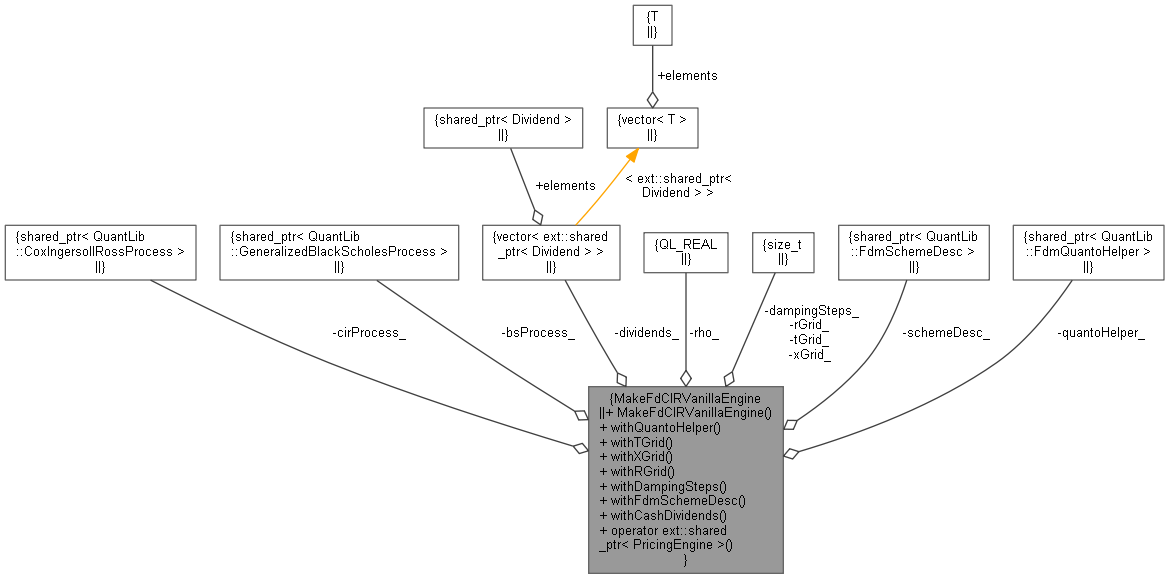 {T
||}
+elements
{shared_ptr< Dividend >
||}
{vector< T >
||}
+elements
< ext::shared_ptr<
Dividend > >
{shared_ptr< QuantLib
::CoxIngersollRossProcess >
||}
{shared_ptr< QuantLib
::GeneralizedBlackScholesProcess >
||}
{vector< ext::shared
_ptr< Dividend > >
||}
{QL_REAL
||}
{size_t
||}
{shared_ptr< QuantLib
::FdmSchemeDesc >
||}
{shared_ptr< QuantLib
::FdmQuantoHelper >
||}
-cirProcess_
-bsProcess_
-dividends_
-rho_
-dampingSteps_
-rGrid_
-tGrid_
-xGrid_
-schemeDesc_
-quantoHelper_
{MakeFdCIRVanillaEngine
||+ MakeFdCIRVanillaEngine()
+ withQuantoHelper()
+ withTGrid()
+ withXGrid()
+ withRGrid()
+ withDampingSteps()
+ withFdmSchemeDesc()
+ withCashDividends()
+ operator ext::shared
_ptr< PricingEngine >()
}